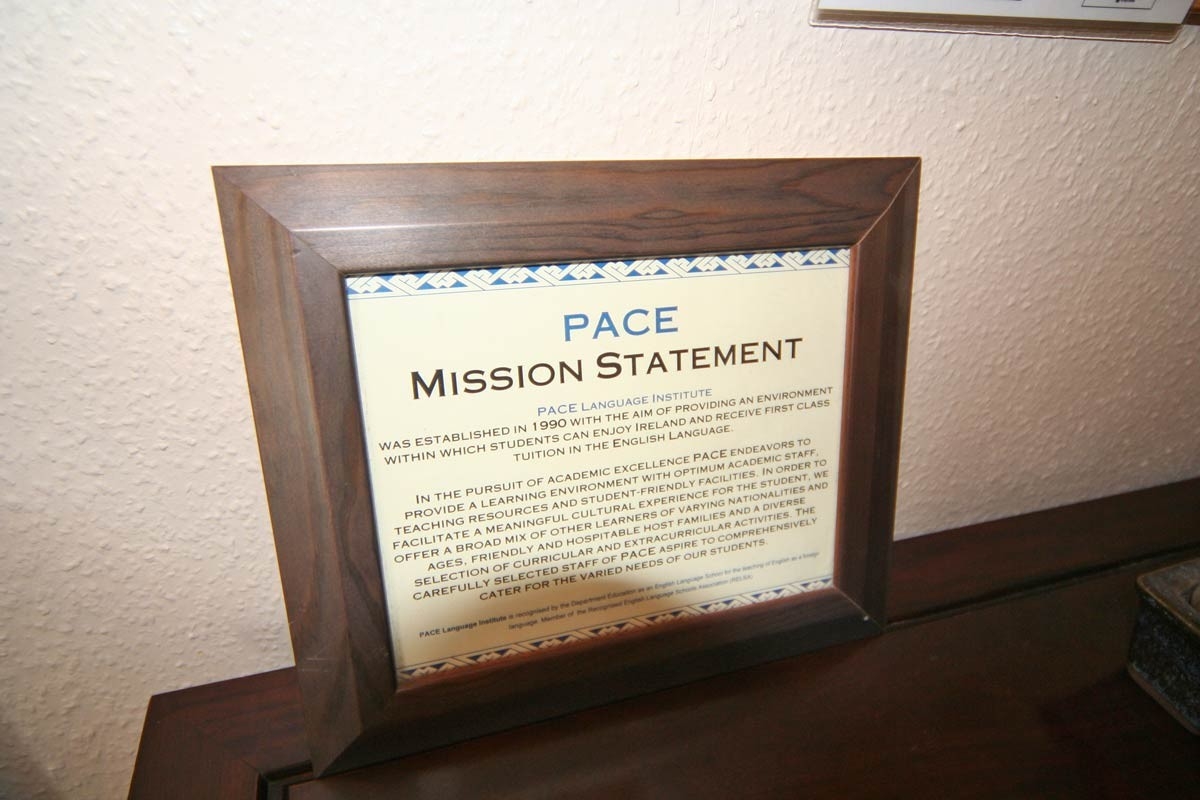 PACE
MISSION STATEMENT
PACE LANGUAGE INSTITUTE
WAS ESTABLISHED IN 1990 WITH THE AIM OF PROVIDING AN ENVIRONMENT
WITHIN WHICH STUDENTS CAN ENJOY IRELAND AND RECEIVE FIRST CLASS
TUITION IN THE ENGLISH LANGUAGE.
IN THE PURSUIT OF ACADEMIC EXCELLENCE PACE ENDEAVORS TO
PROVIDE A LEARNING ENVIRONMENT WITH OPTIMUM ACADEMIC STAFF,
TEACHING RESOURCES AND STUDENT-FRIENDLY FACILITIES. IN ORDER TO
FACILITATE A MEANINGFUL CULTURAL EXPERIENCE FOR THE STUDENT, WE
OFFER A BROAD MIX OF OTHER LEARNERS OF VARYING NATIONALITIES AND
AGES, FRIENDLY AND HOSPITABLE HOST FAMILIES AND A DIVERSE
SELECTION OF CURRICULAR AND EXTRACURRICULAR ACTIVITIES. THE
CAREFULLY SELECTED STAFF OF PACE ASPIRE TO COMPREHENSIVELY
CATER FOR THE VARIED NEEDS OF OUR STUDENTS.
PACE Language Institute is recognised by the Department Education as an English Language School for the teaching of English as a foreign
language. Member of the Recognised English Language Schools Association (RELSA)